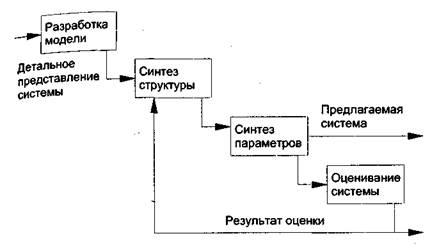 Разработка
модели
Детальное
представление
системы
Синтез
структуры
Синтез
параметров
Предлагаемая
система
Оценивание
системы
Результат оценки